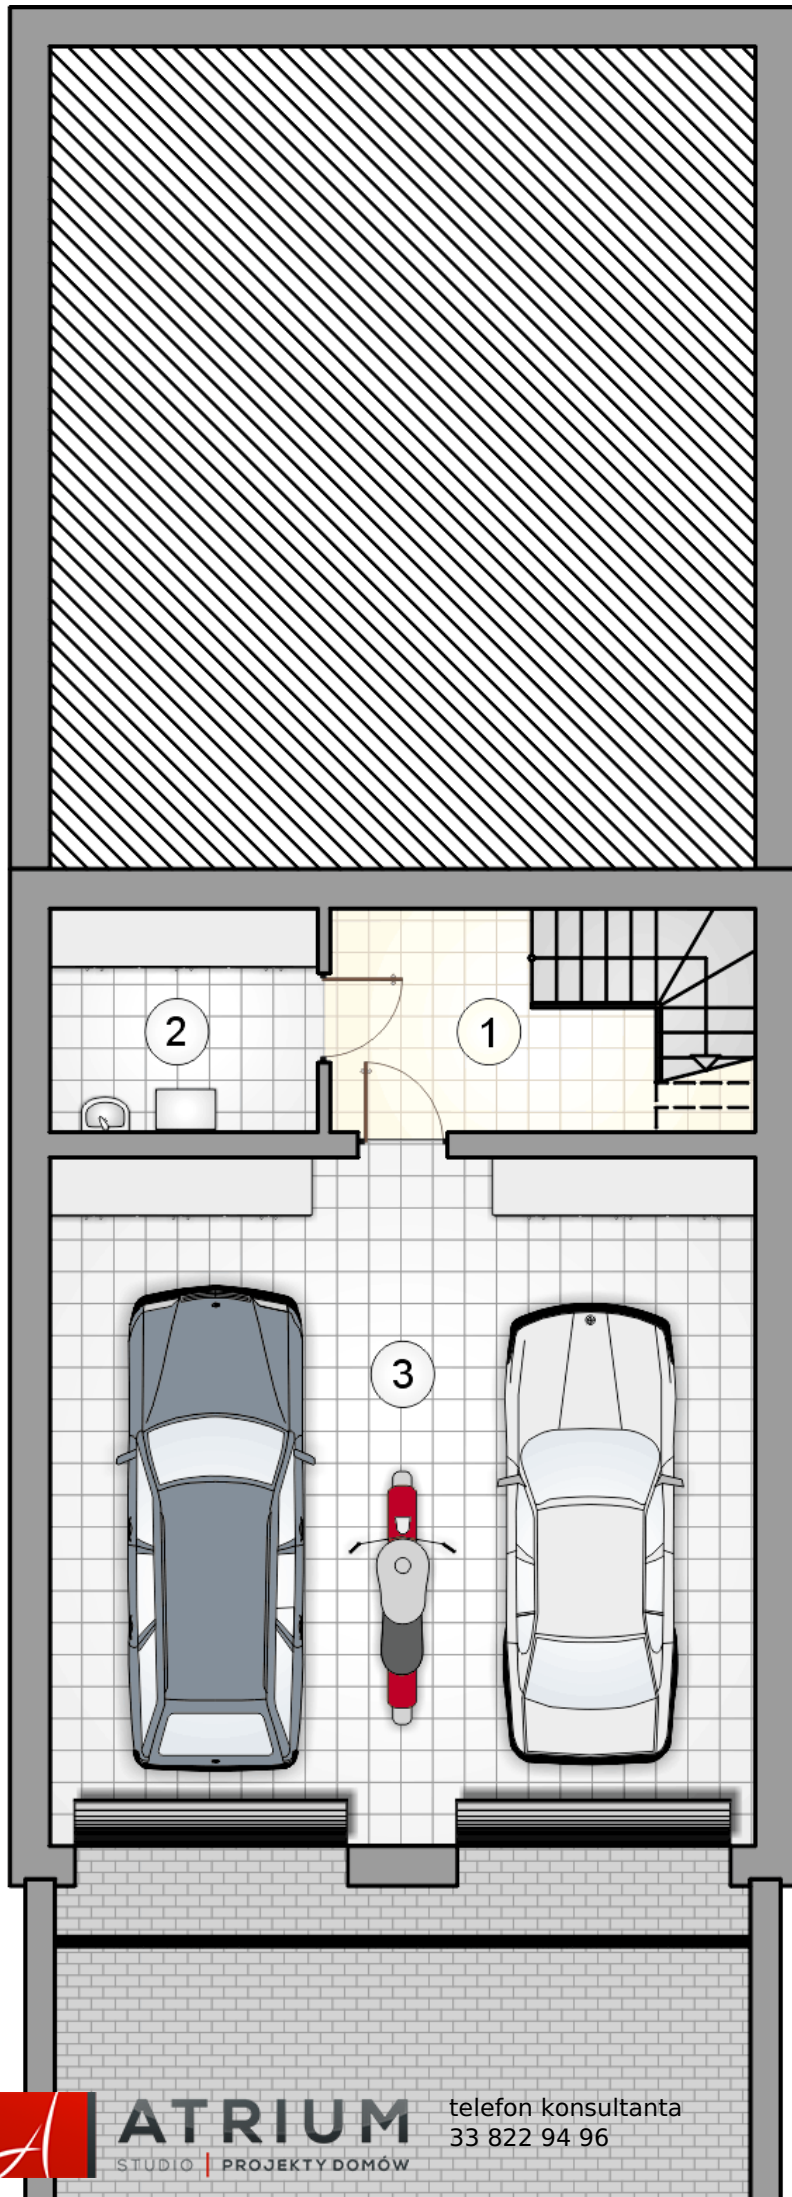 2
1
3
ATRIUM
STUDIO | PROJEKTY DOMÓW
telefon konsultanta
33 822 94 96